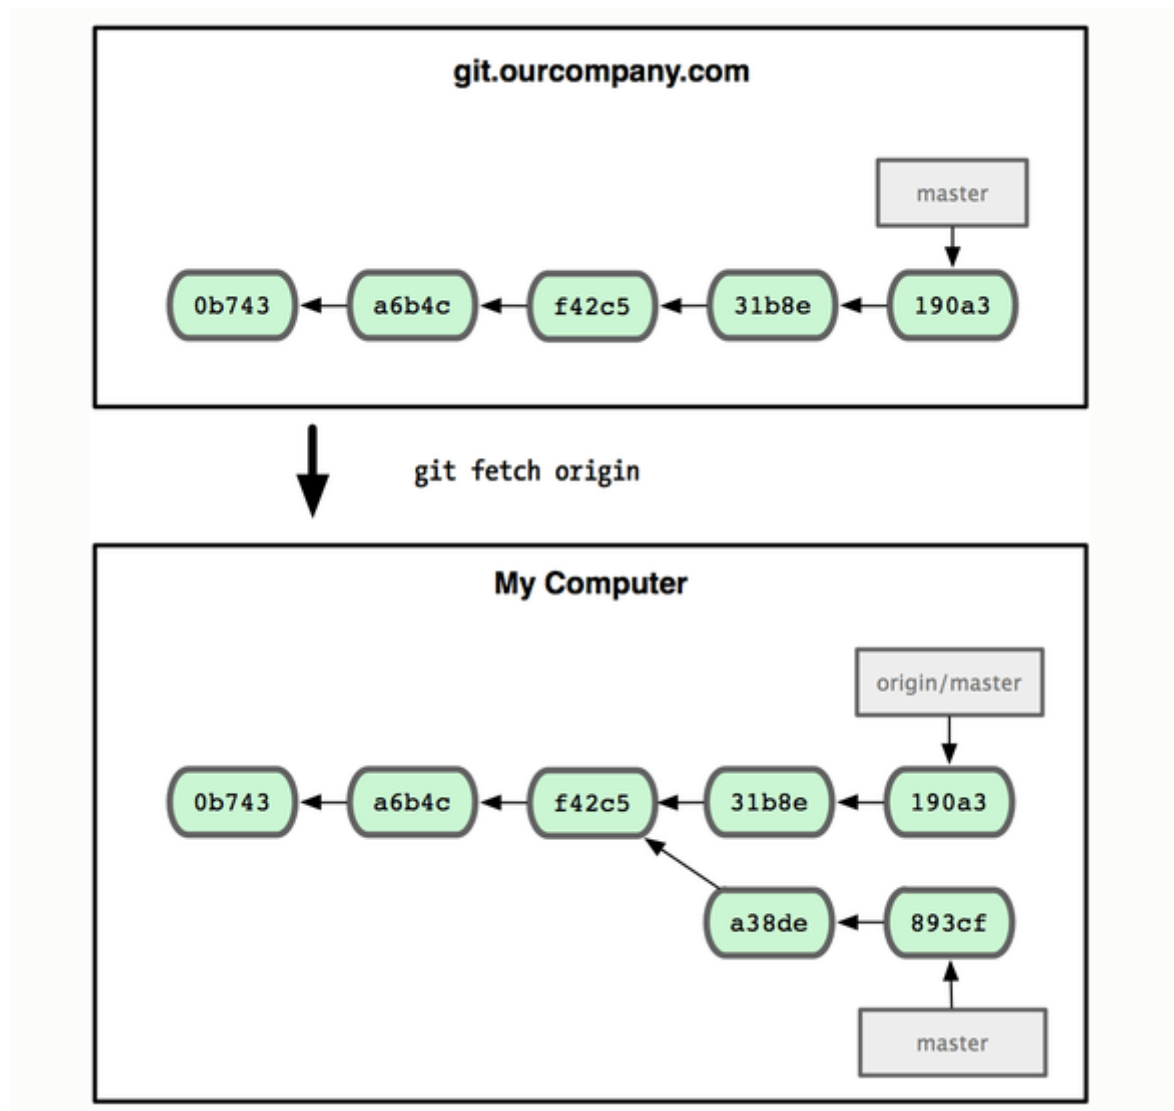 git.ourcompany.com
master
0b743 a6b4c f42c5 31b8e 190a3
git fetch origin
My Computer
origin/master
0b743 a6b4c f42c5 31b8e 190a3
a38de 893cf
master